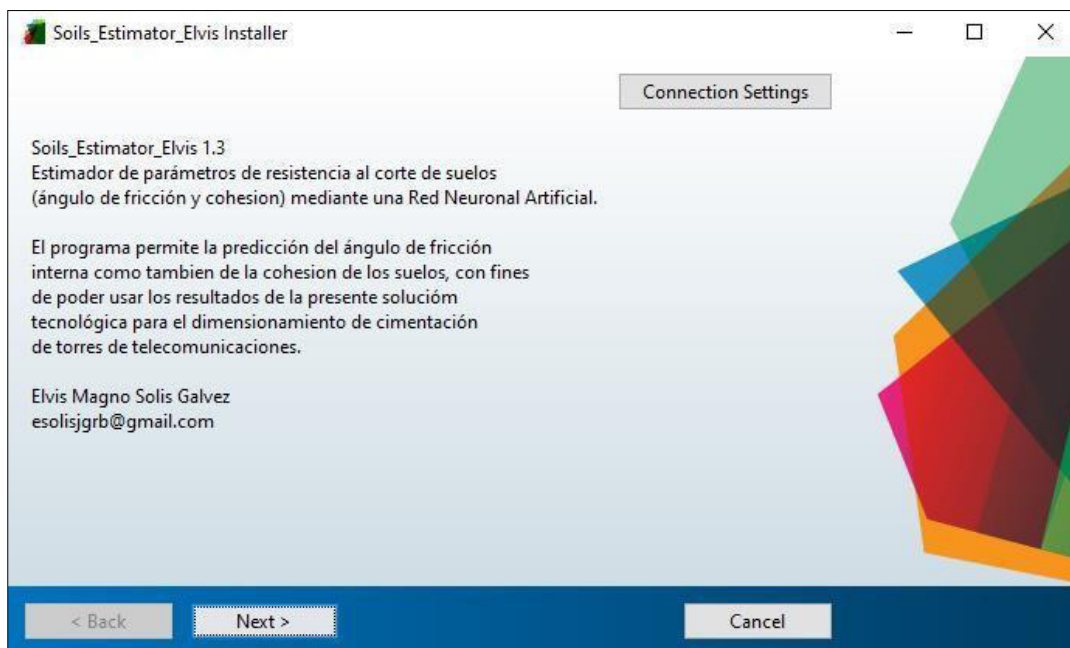 Soils_Estimator_Elvis Installer
Connection Settings
Soils_Estimator_Elvis 1.3
Estimador de parámetros de resistencia al corte de suelos
(ángulo de fricción y cohesion) mediante una Red Neuronal Artificial.
El programa permite la predicción del ángulo de fricción
interna como tambien de la cohesion de los suelos, con fines
de poder usar los resultados de la presente solucióm
tecnológica para el dimensionamiento de cimentación
de torres de telecomunicaciones.
Elvis Magno Solis Galvez
esolisjgrb@gmail.com
< Back
Next >
Cancel